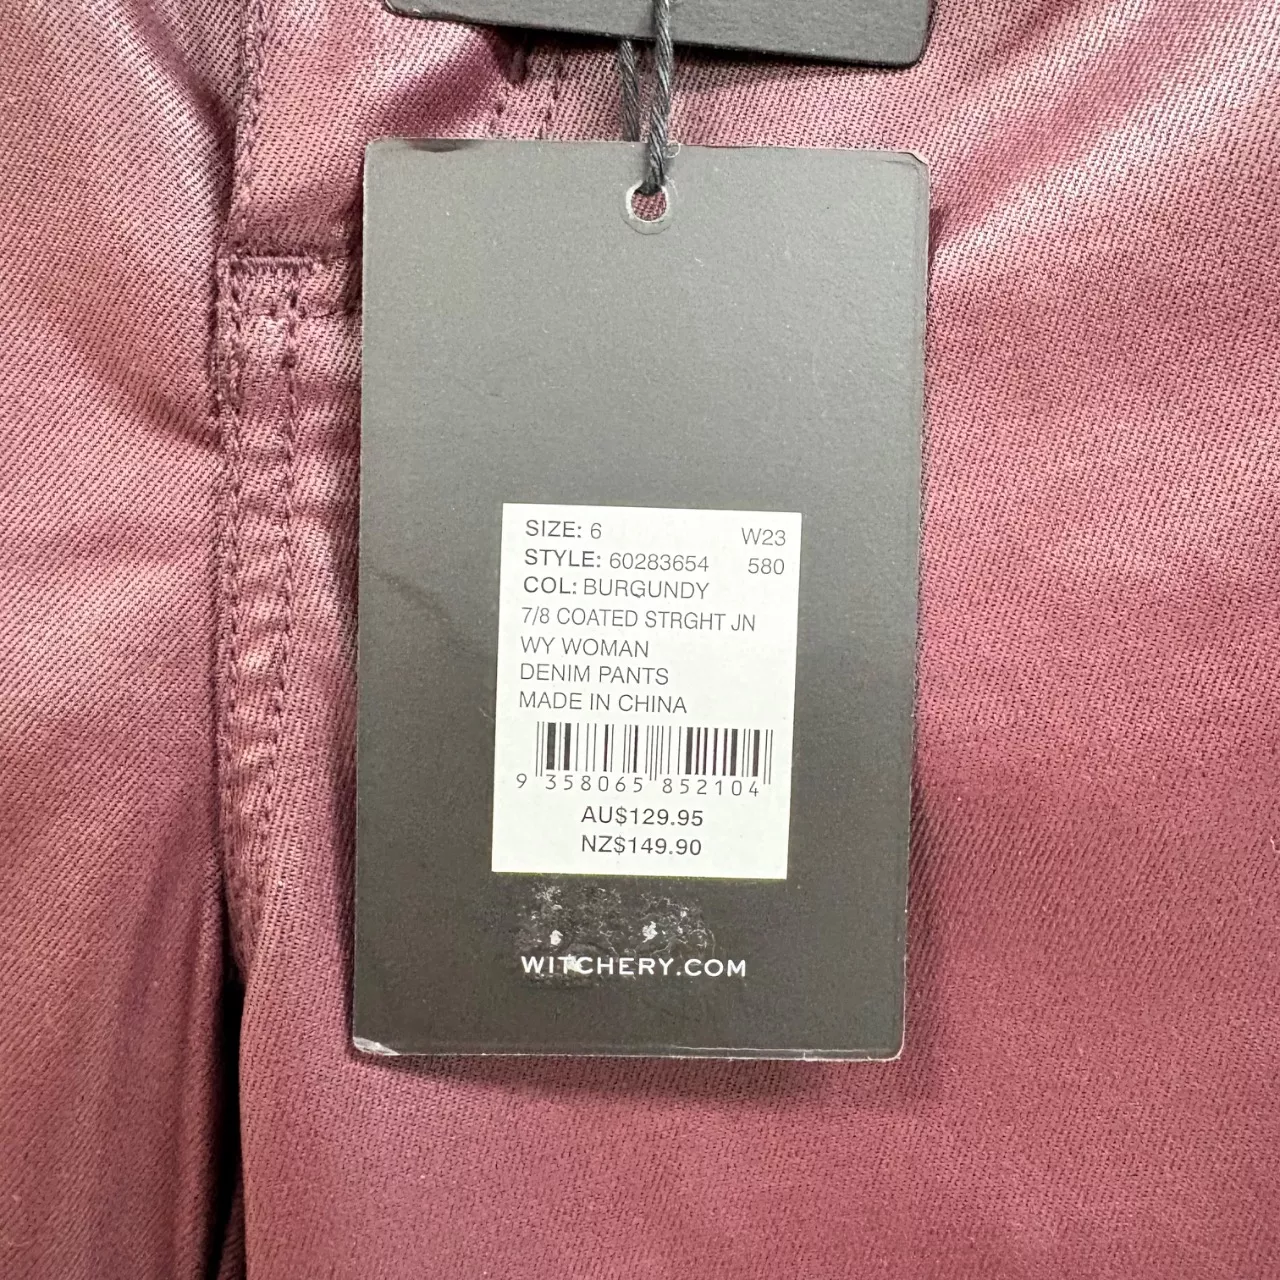 SIZE: 6 W23
STYLE: 60283654 580
COL: BURGUNDY
7/8 COATED STRGHT JN
WY WOMAN
DENIM PANTS
MADE IN CHINA
9 358065 852104
AU$129.95
NZ$149.90
WITCHERY.COM